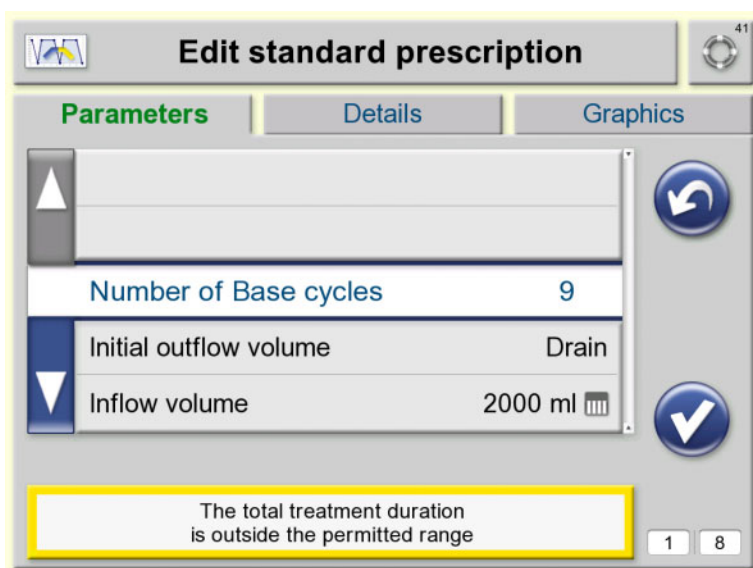 Edit standard prescription
41
Parameters
Details
Graphics
Number of Base cycles 9
Initial outflow volume Drain
Inflow volume 2000 ml
The total treatment duration
is outside the permitted range
1 8